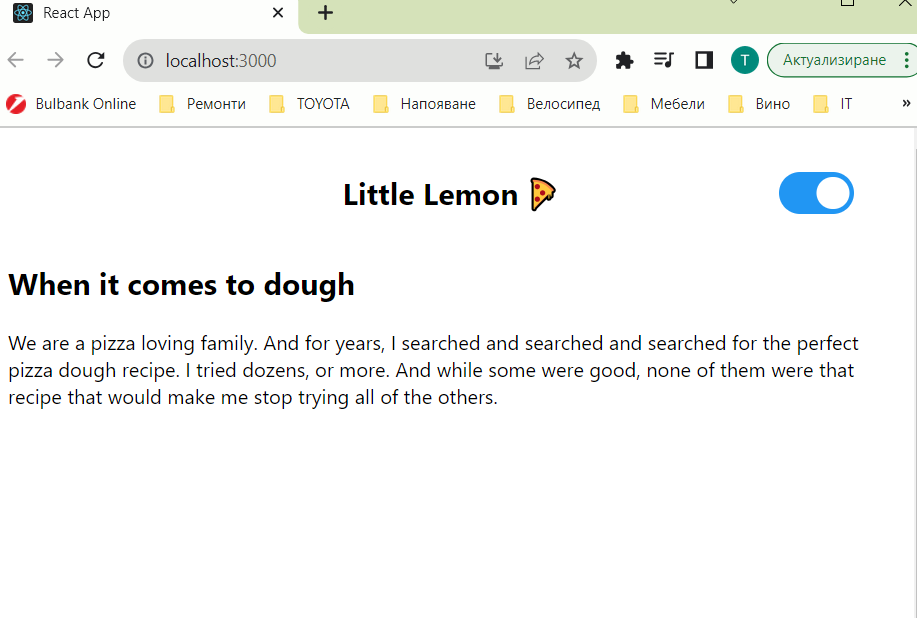 React App
localhost:3000
T
Актуализиране
Bulbank Online Ремонти TOYOTA Напояване Велосипед Мебели Вино IT »
Little Lemon 🍕
When it comes to dough
We are a pizza loving family. And for years, I searched and searched and searched for the perfect
pizza dough recipe. I tried dozens, or more. And while some were good, none of them were that
recipe that would make me stop trying all of the others.